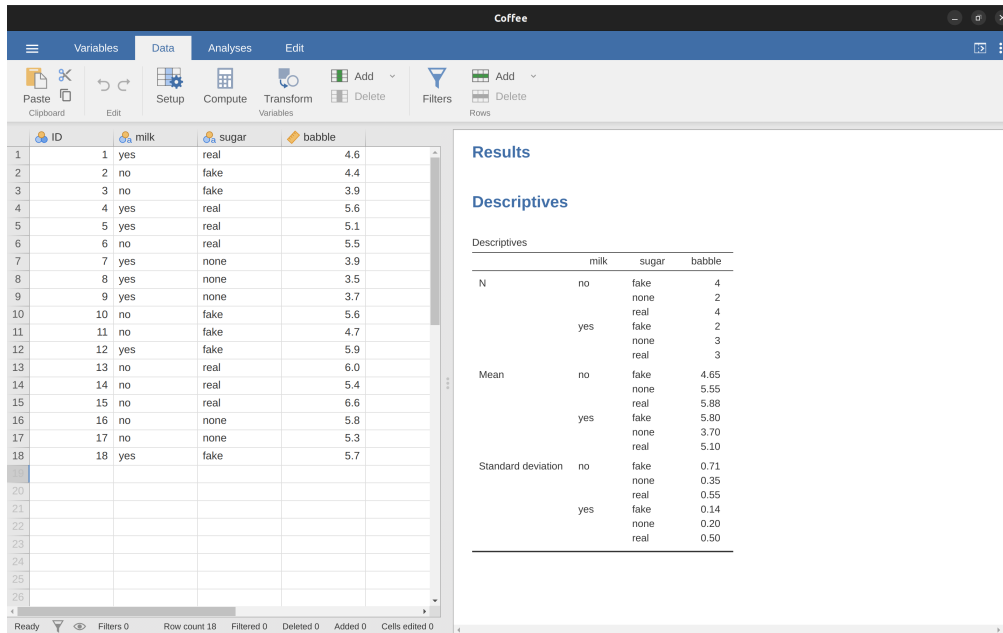 Coffee
Variables Data Analyses Edit
Paste Setup Compute Transform Add Delete Filters Add Delete
Clipboard Edit Variables Rows
ID milk sugar babble
1 1 yes real 4.6
2 2 no fake 4.4
3 3 no fake 3.9
4 4 yes real 5.6
5 5 yes real 5.1
6 6 no real 5.5
7 7 yes none 3.9
8 8 yes none 3.5
9 9 yes none 3.7
10 10 no fake 5.6
11 11 no fake 4.7
12 12 yes fake 5.9
13 13 no real 6.0
14 14 no real 5.4
15 15 no real 6.6
16 16 no none 5.8
17 17 no none 5.3
18 18 yes fake 5.7
19
20
21
22
23
24
25
26
Ready Filters 0 Row count 18 Filtered 0 Deleted 0 Added 0 Cells edited 0
Results
Descriptives
Descriptives
milk sugar babble
N no fake 4
none 2
real 4
yes fake 2
none 3
real 3
Mean no fake 4.65
none 5.55
real 5.88
yes fake 5.80
none 3.70
real 5.10
Standard deviation no fake 0.71
none 0.35
real 0.55
yes fake 0.14
none 0.20
real 0.50